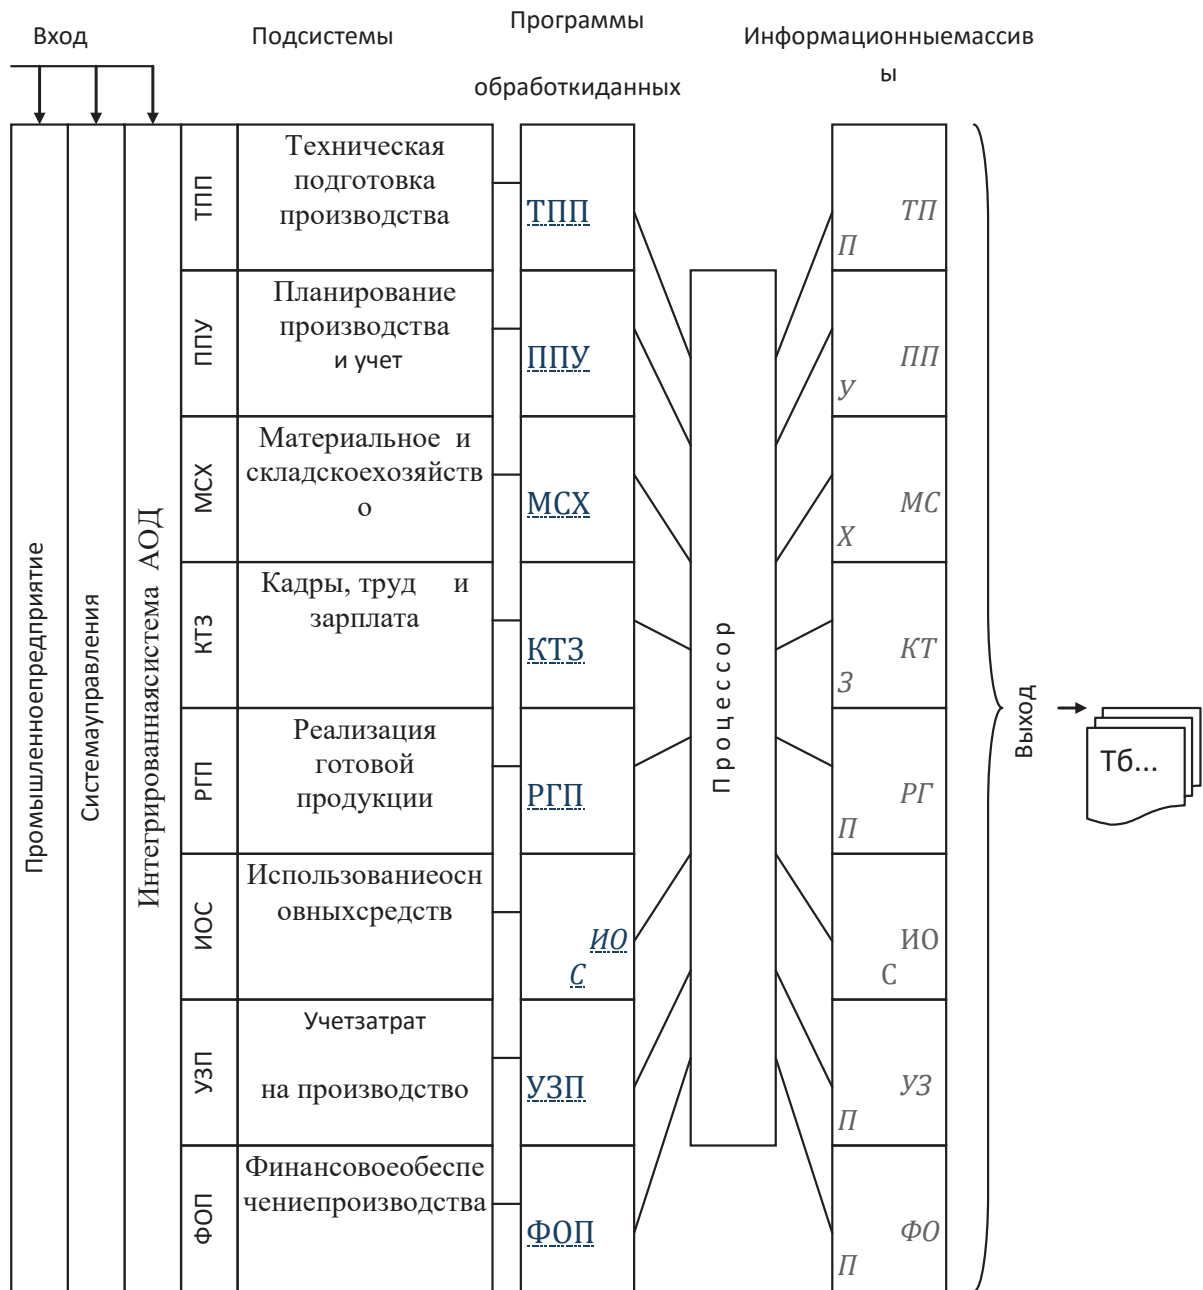 Вход
Подсистемы
Программы
обработкиданных
Информационныемассив
ы
Промышленноепредприятие
Системауправления
Интегрированнаясистема АОД
ТПП
Техническая
подготовка
производства
ТПП
ТП
П
ППУ
Планирование
производства
и учет
ППУ
ПП
У
МСХ
Материальное и
складскоехозяйств
о
МСХ
МС
Х
КТЗ
Кадры, труд и
зарплата
КТЗ
КТ
З
РГП
Реализация
готовой
продукции
РГП
РГ
П
ИОС
Использованиеосн
овныхсредств
ИО
С
ИО
С
УЗП
Учетзатрат
на производство
УЗП
УЗ
П
ФОП
Финансовоеобеспе
чениепроизводства
ФОП
ФО
П
Процессор
Выход
Тб...